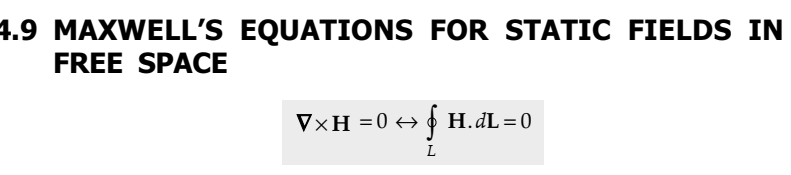 4.9 MAXWELL'S EQUATIONS FOR STATIC FIELDS IN
FREE SPACE
∇×H = 0 ↔ ∮ H.dL = 0
L